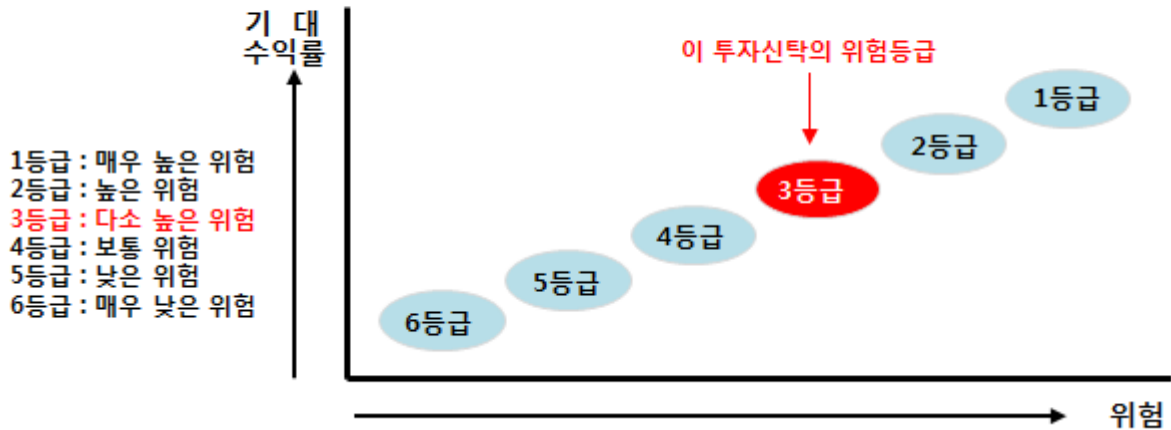 기 대
수익률
이 투자신탁의 위험등급
1등급
2등급
3등급
4등급
5등급
6등급
1등급 : 매우 높은 위험
2등급 : 높은 위험
3등급 : 다소 높은 위험
4등급 : 보통 위험
5등급 : 낮은 위험
6등급 : 매우 낮은 위험
위험